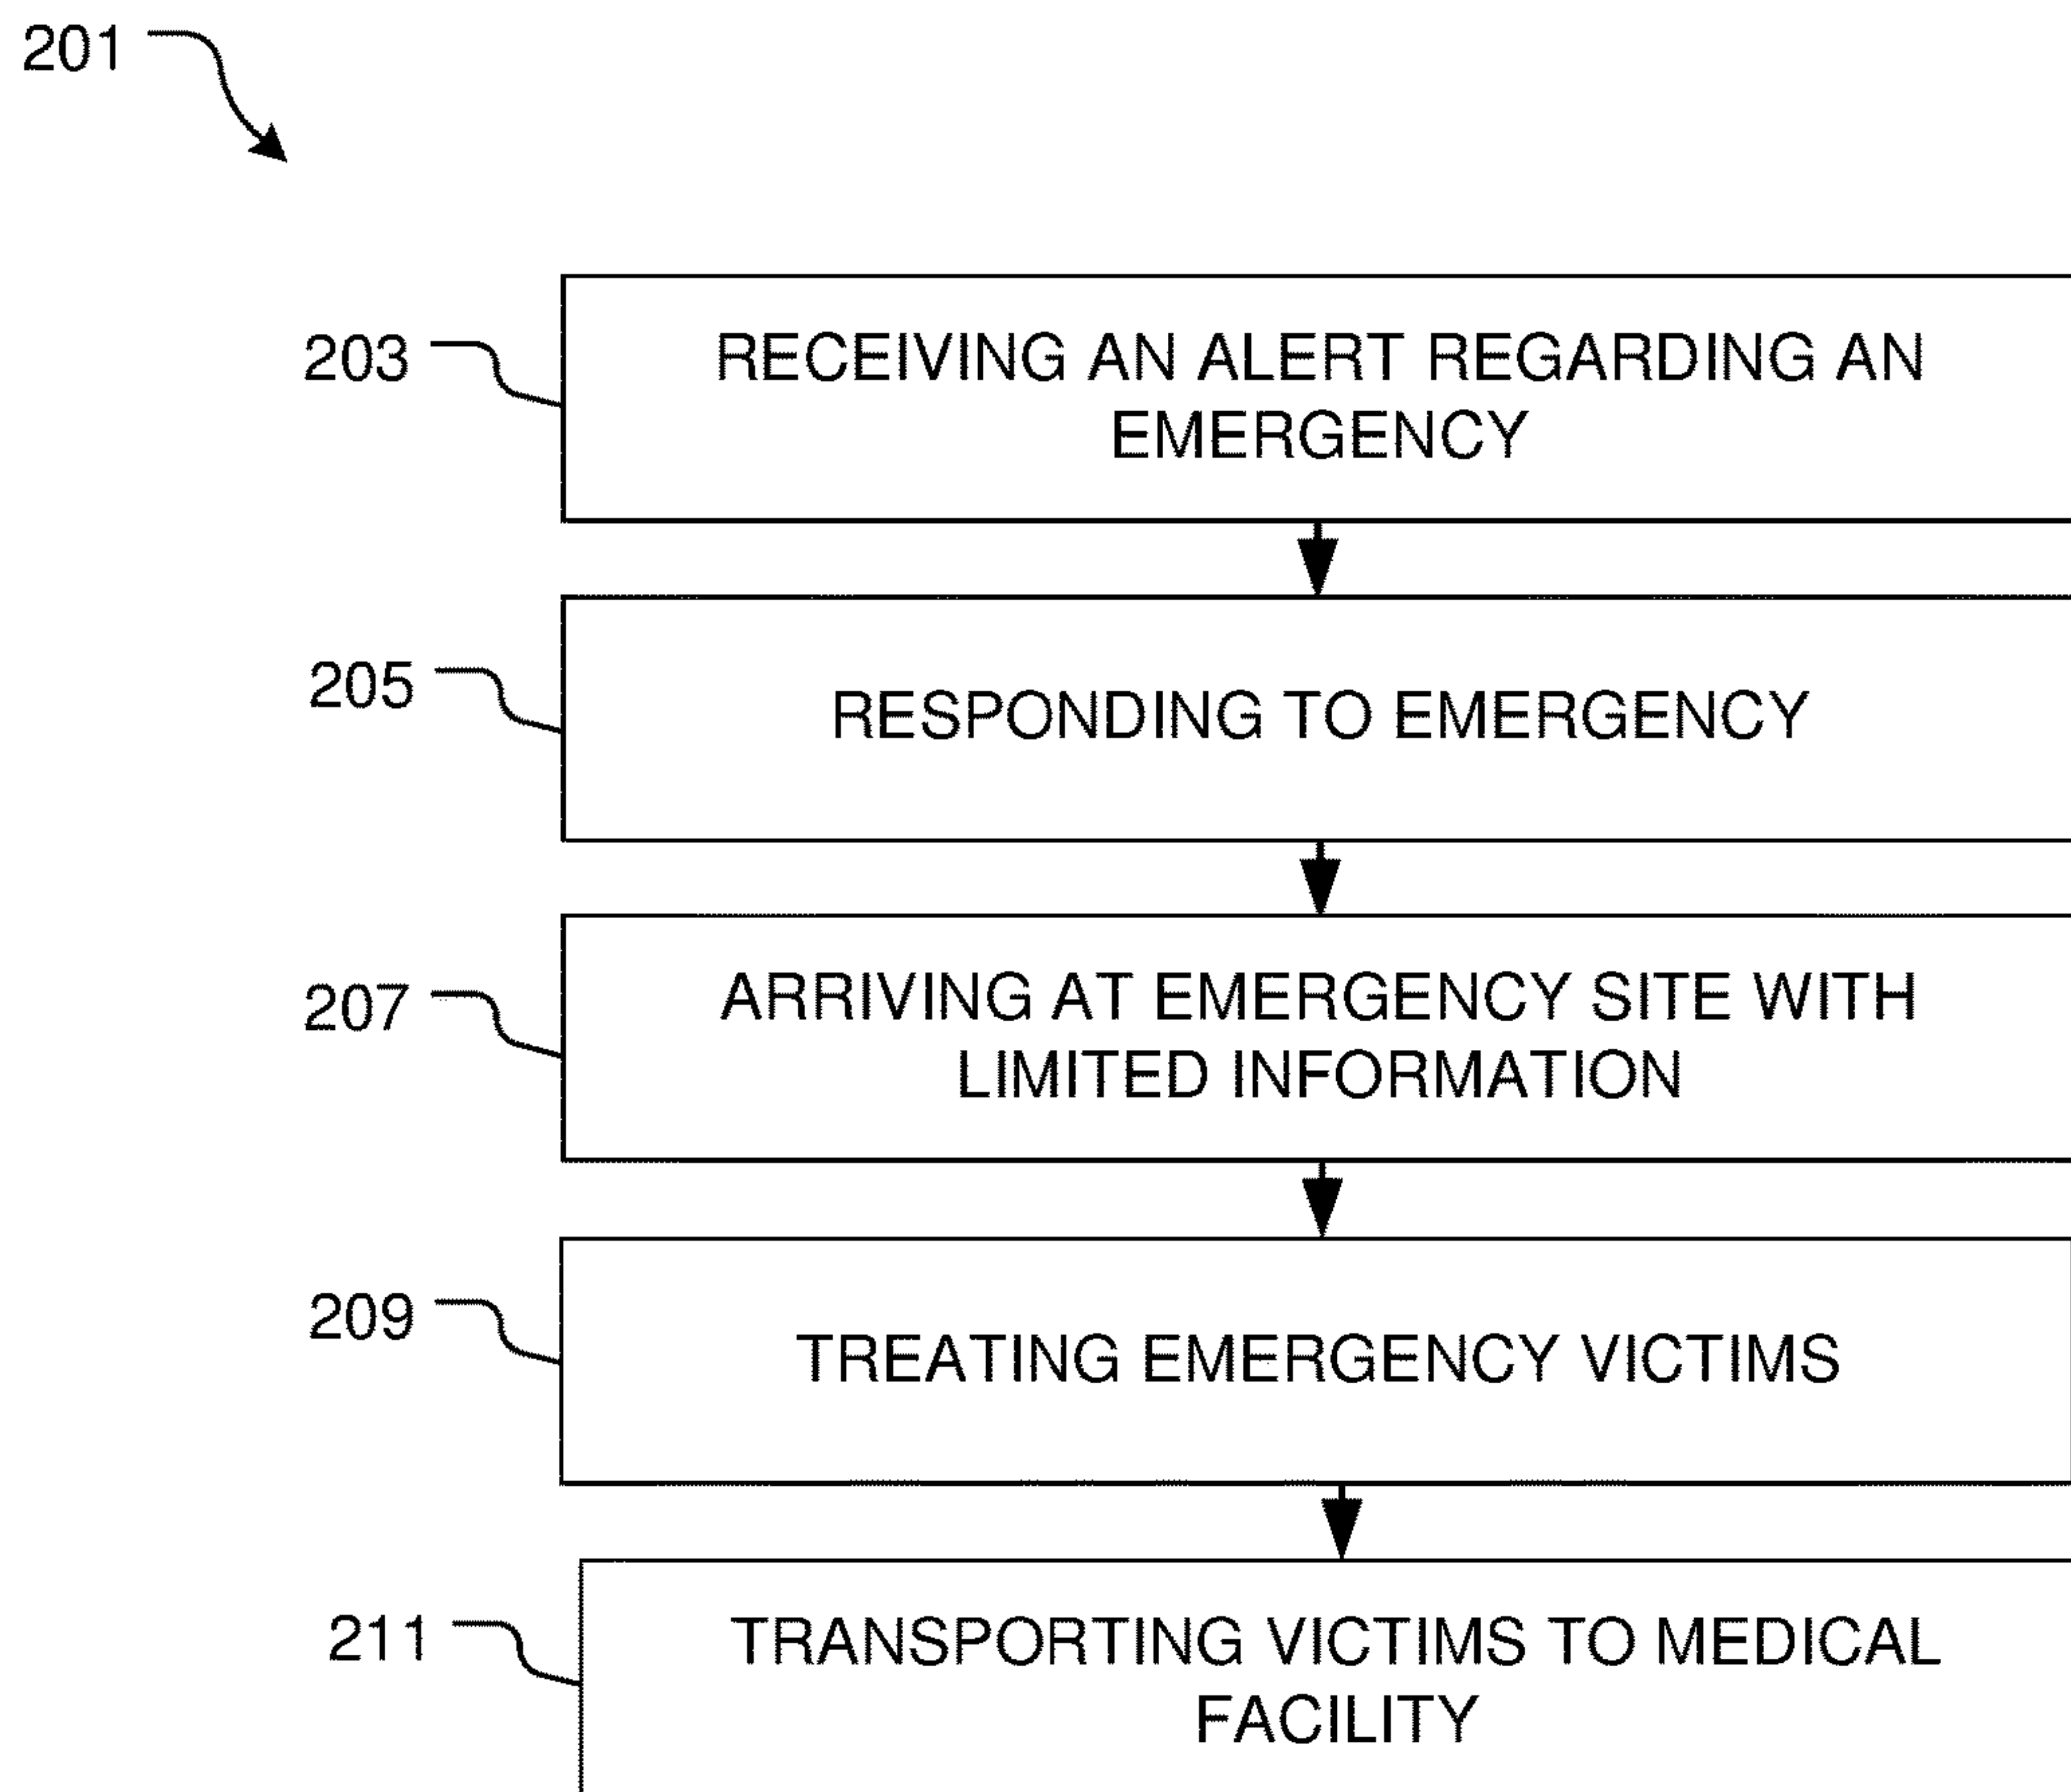 201
203
RECEIVING AN ALERT REGARDING AN
EMERGENCY
205
RESPONDING TO EMERGENCY
207
ARRIVING AT EMERGENCY SITE WITH
LIMITED INFORMATION
209
TREATING EMERGENCY VICTIMS
211
TRANSPORTING VICTIMS TO MEDICAL
FACILITY